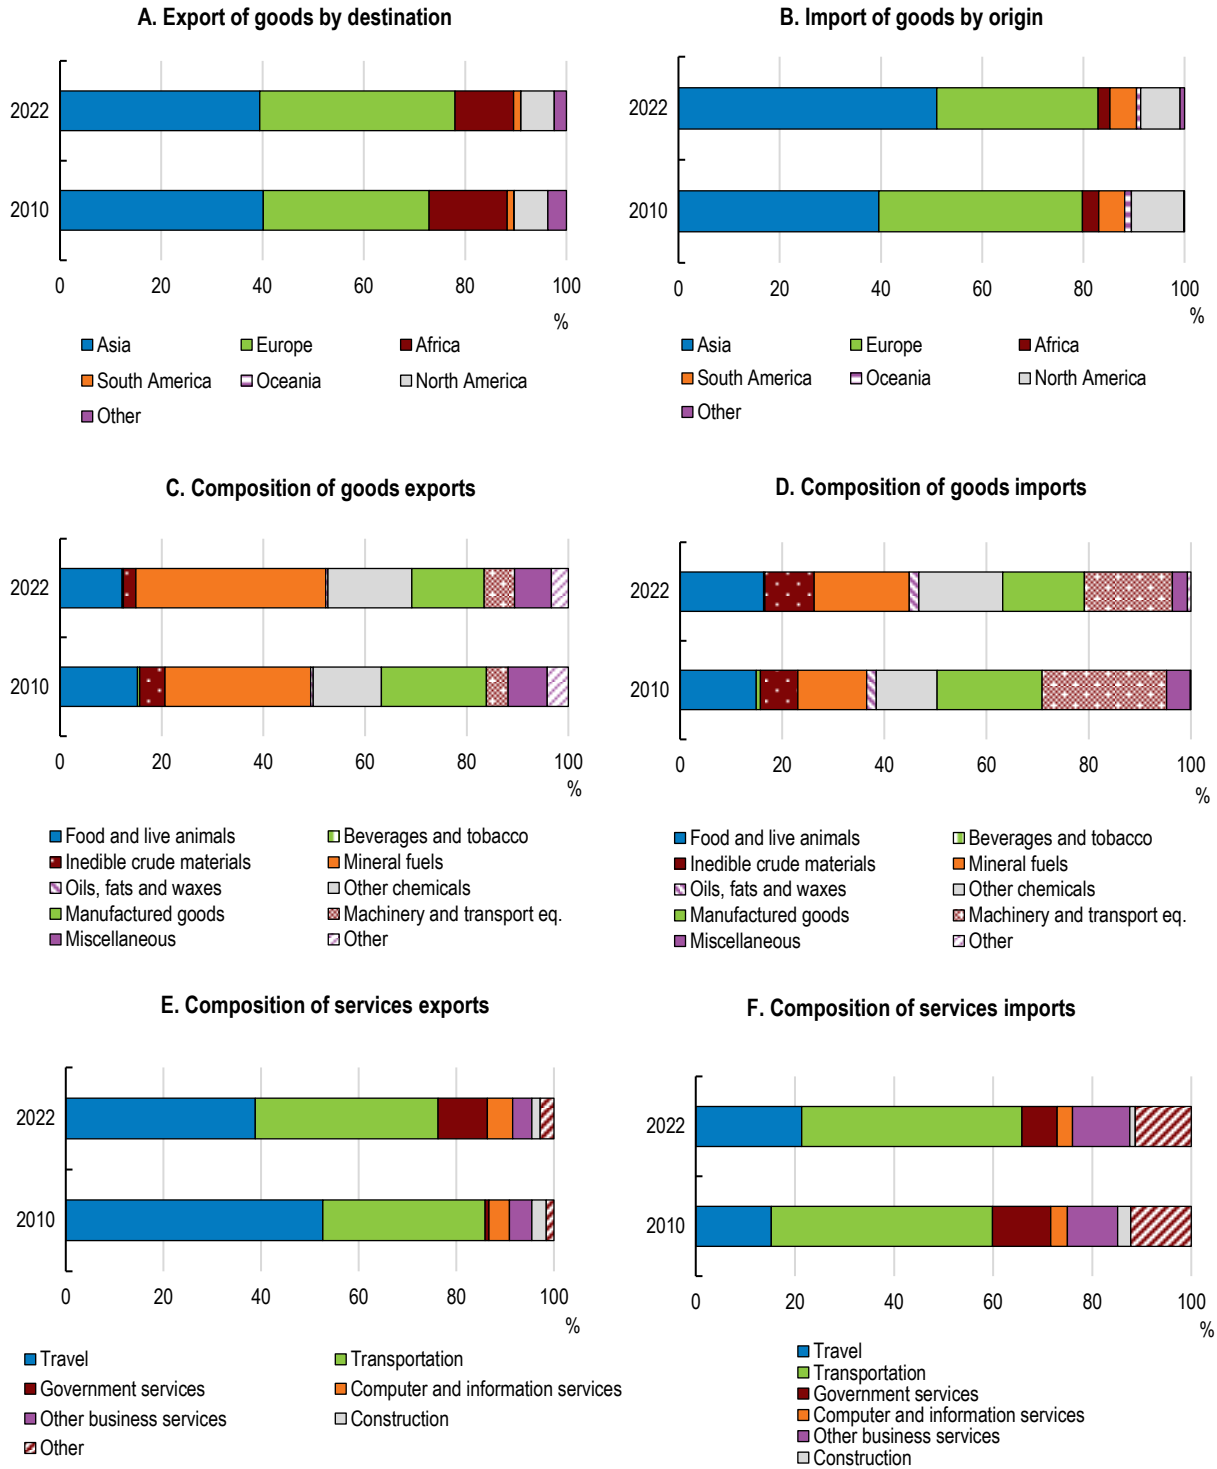 A. Export of goods by destination
2022
2010
0 20 40 60 80 100
%
Asia Europe Africa
South America Oceania North America
Other
B. Import of goods by origin
2022
2010
0 20 40 60 80 100
%
Asia Europe Africa
South America Oceania North America
Other
C. Composition of goods exports
2022
2010
0 20 40 60 80 100
%
Food and live animals Beverages and tobacco
Inedible crude materials Mineral fuels
Oils, fats and waxes Other chemicals
Manufactured goods Machinery and transport eq.
Miscellaneous Other
D. Composition of goods imports
2022
2010
0 20 40 60 80 100
%
Food and live animals Beverages and tobacco
Inedible crude materials Mineral fuels
Oils, fats and waxes Other chemicals
Manufactured goods Machinery and transport eq.
Miscellaneous Other
E. Composition of services exports
2022
2010
0 20 40 60 80 100
%
Travel Transportation
Government services Computer and information services
Other business services Construction
Other
F. Composition of services imports
2022
2010
0 20 40 60 80 100
%
Travel
Transportation
Government services
Computer and information services
Other business services
Construction